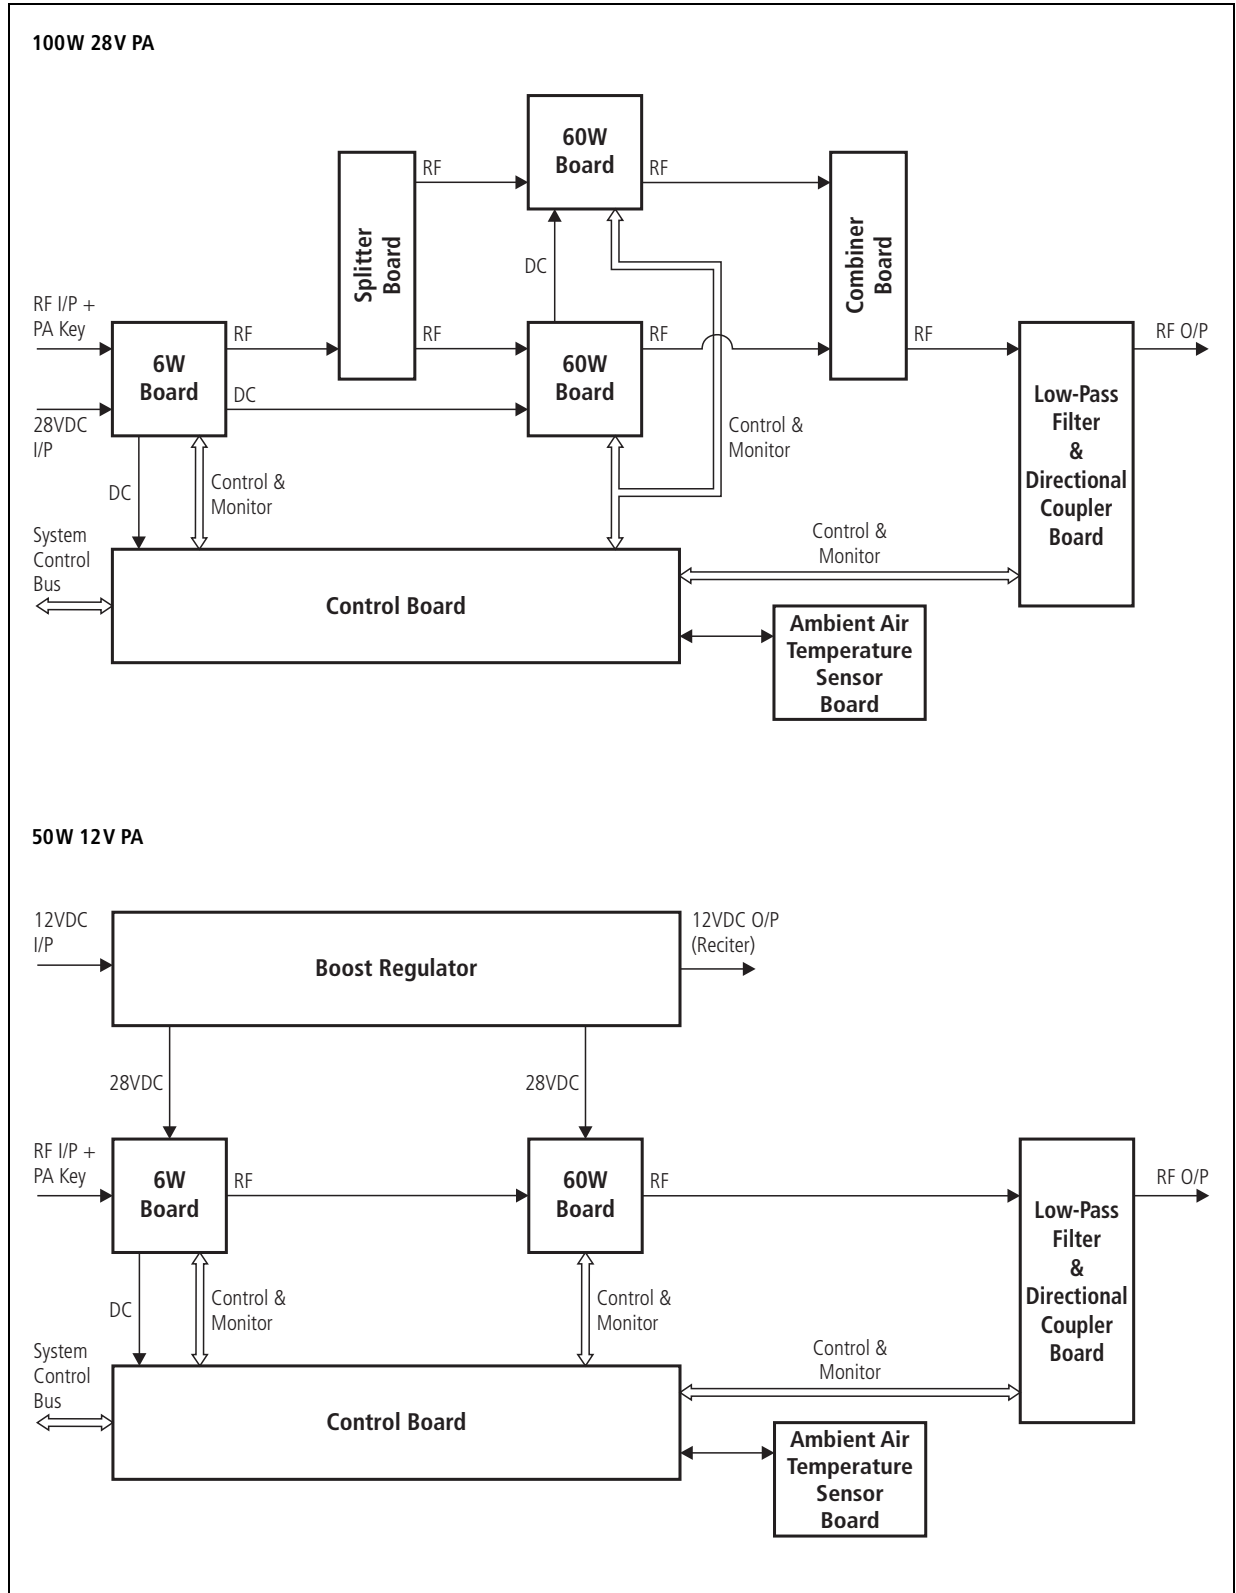 100W 28V PA
60W
Board
RF
RF
Splitter
Board
Combiner
Board
DC
RF I/P +
PA Key
6W
Board
RF
RF
60W
Board
RF
RF
RF O/P
DC
28VDC
I/P
Low-Pass
Filter
&
Directional
Coupler
Board
Control &
Monitor
DC
Control &
Monitor
System
Control
Bus
Control &
Monitor
Control Board
Ambient Air
Temperature
Sensor
Board
50W 12V PA
12VDC
I/P
Boost Regulator
12VDC O/P
(Reciter)
28VDC
28VDC
RF I/P +
PA Key
6W
Board
RF
60W
Board
RF
RF O/P
Low-Pass
Filter
&
Directional
Coupler
Board
DC
Control &
Monitor
Control &
Monitor
System
Control
Bus
Control &
Monitor
Control Board
Ambient Air
Temperature
Sensor
Board